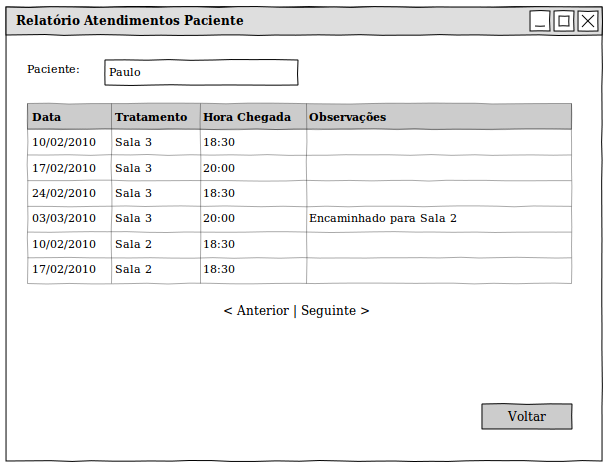 Relatório Atendimentos Paciente
Paciente: Paulo
Data Tratamento Hora Chegada Observações
10/02/2010 Sala 3 18:30
17/02/2010 Sala 3 20:00
24/02/2010 Sala 3 18:30
03/03/2010 Sala 3 20:00 Encaminhado para Sala 2
10/02/2010 Sala 2 18:30
17/02/2010 Sala 2 18:30
< Anterior | Seguinte >
Voltar